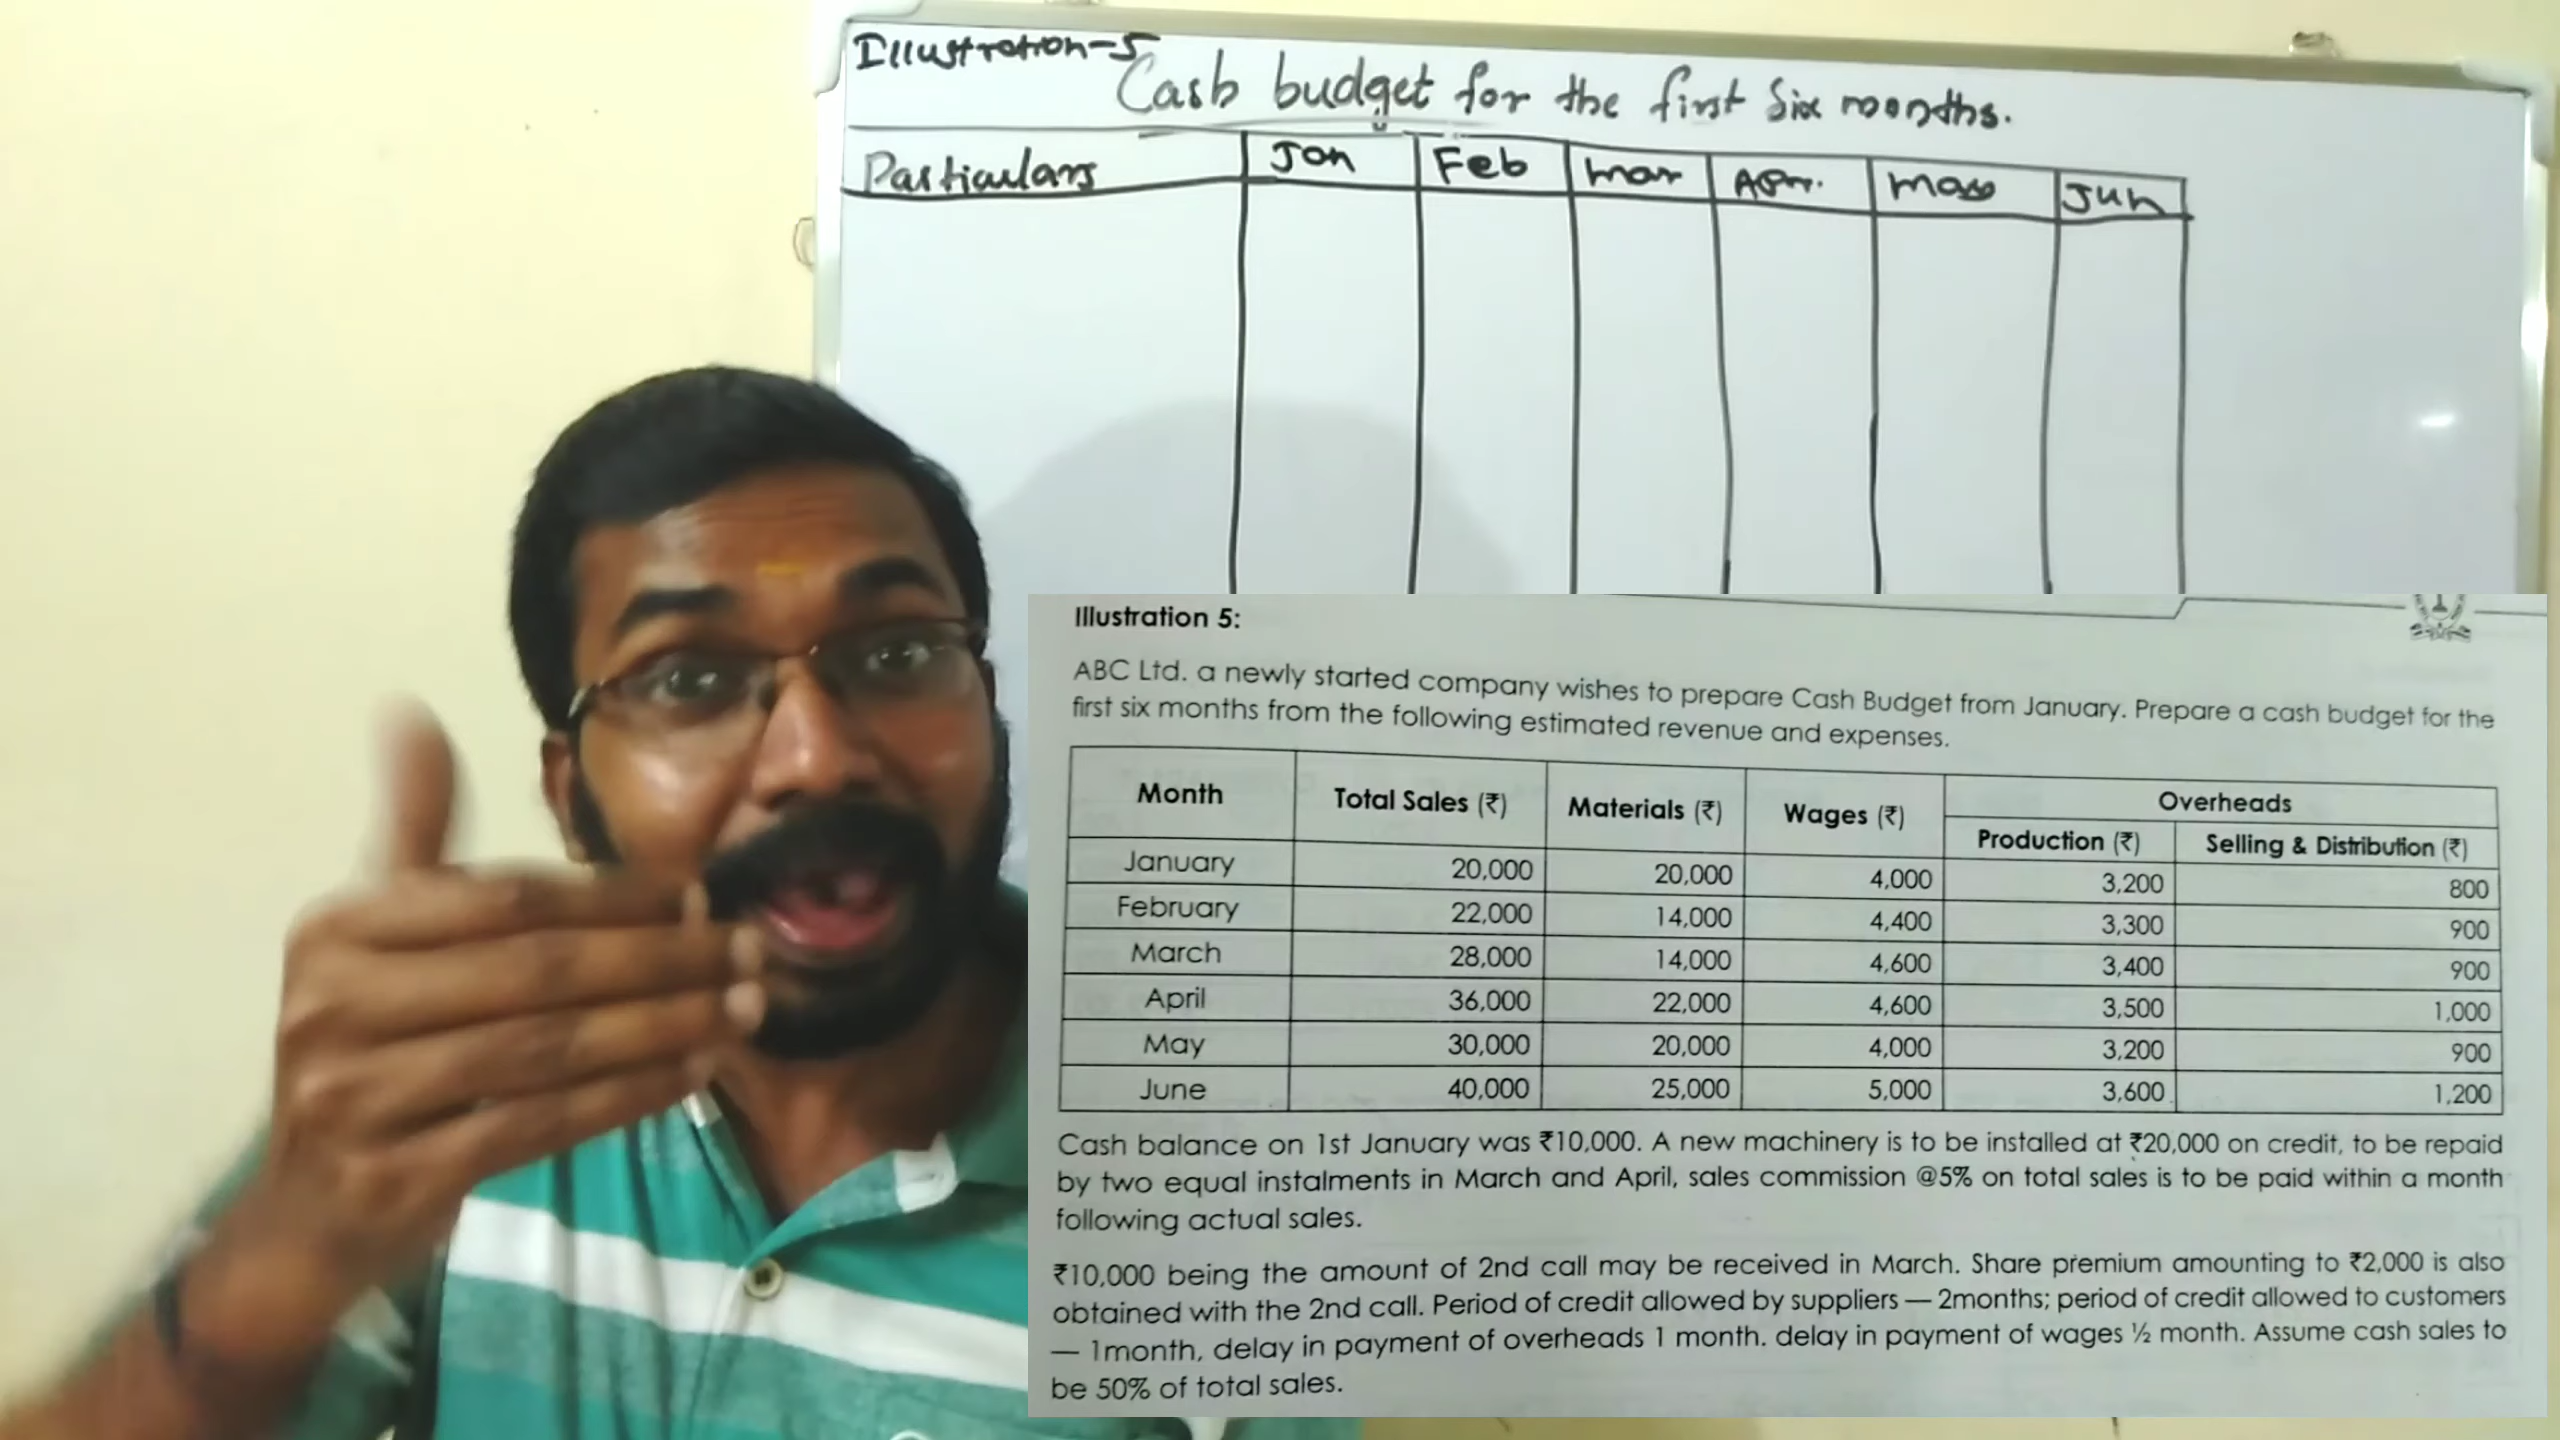 Illustration-5
Cash budget for the first Six months.
Particulars Jan Feb Mar Apr. May Jun
Illustration 5:
ABC Ltd. a newly started company wishes to prepare Cash Budget from January. Prepare a cash budget for the
first six months from the following estimated revenue and expenses.
Month Total Sales (₹) Materials (₹) Wages (₹) Overheads
Production (₹) Selling & Distribution (₹)
January 20,000 20,000 4,000 3,200 800
February 22,000 14,000 4,400 3,300 900
March 28,000 14,000 4,600 3,400 900
April 36,000 22,000 4,600 3,500 1,000
May 30,000 20,000 4,000 3,200 900
June 40,000 25,000 5,000 3,600 1,200
Cash balance on 1st January was ₹10,000. A new machinery is to be installed at ₹20,000 on credit, to be repaid
by two equal instalments in March and April, sales commission @5% on total sales is to be paid within a month
following actual sales.
₹10,000 being the amount of 2nd call may be received in March. Share premium amounting to ₹2,000 is also
obtained with the 2nd call. Period of credit allowed by suppliers — 2months; period of credit allowed to customers
— 1month, delay in payment of overheads 1 month. delay in payment of wages ½ month. Assume cash sales to
be 50% of total sales.